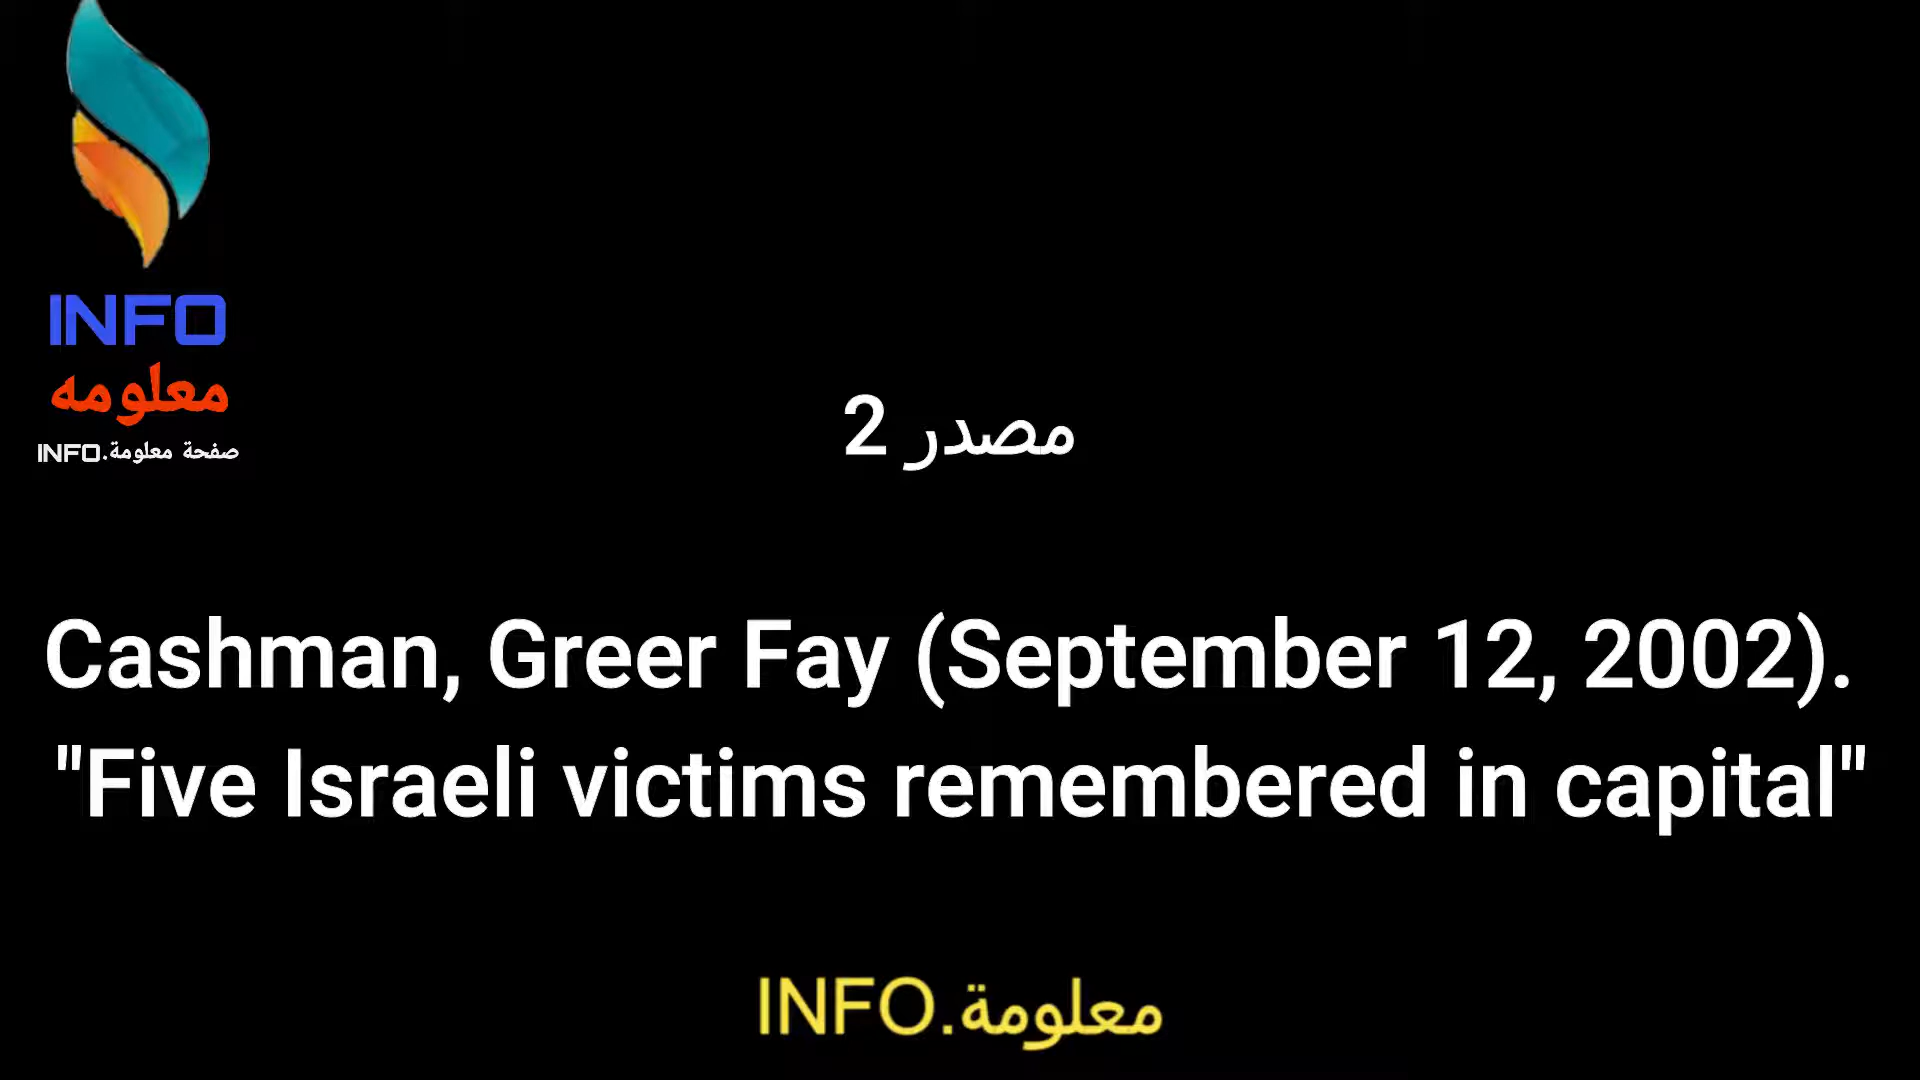 INFO
معلومه
صفحة معلومة.INFO
مصدر 2
Cashman, Greer Fay (September 12, 2002).
"Five Israeli victims remembered in capital"
معلومة.INFO